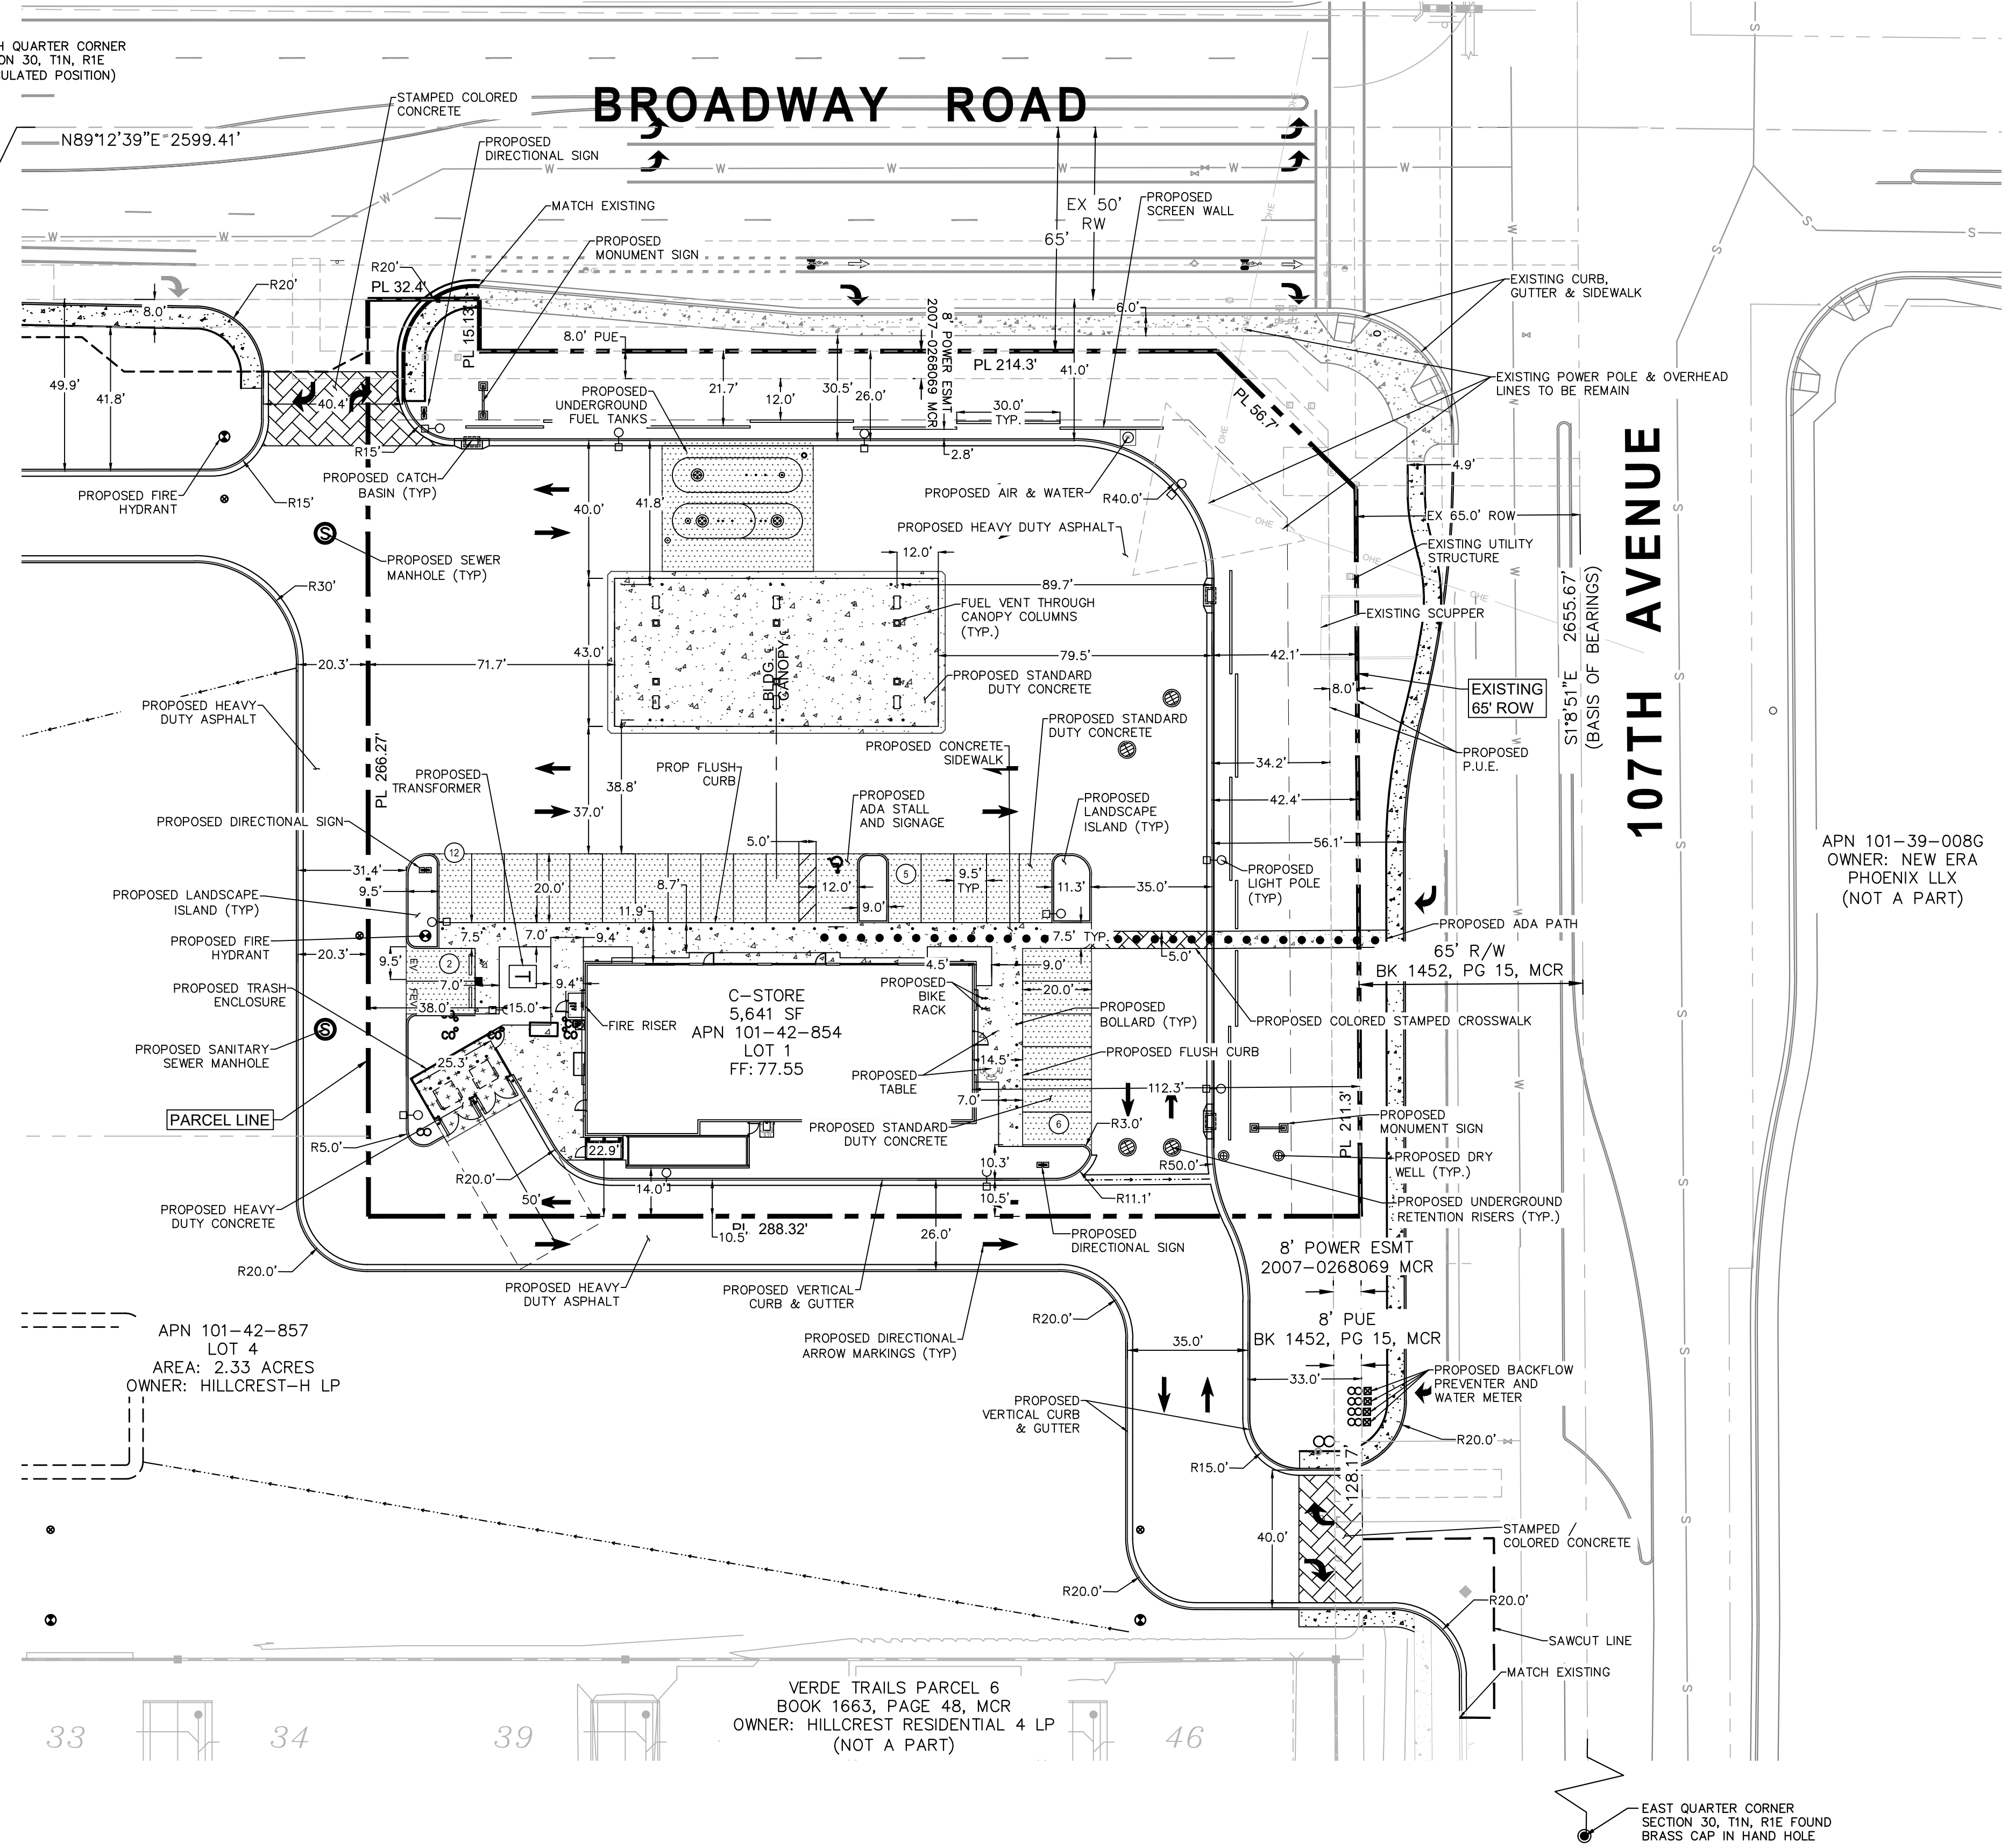 H QUARTER CORNER
ON 30, T1N, R1E
ULATED POSITION)
N89°12'39"E 2599.41'
STAMPED COLORED
CONCRETE
BROADWAY ROAD
PROPOSED
DIRECTIONAL SIGN
MATCH EXISTING
PROPOSED
MONUMENT SIGN
EX 50'
RW
65'
PROPOSED
SCREEN WALL
EXISTING CURB,
GUTTER & SIDEWALK
R20'
PL 32.4'
R20'
8.0'
PL 15.13'
8.0' PUE
8' POWER ESMT
2007-0268069 MCR
6.0'
PL 214.3'
49.9'
41.8'
40.4'
PROPOSED
UNDERGROUND
FUEL TANKS
21.7'
12.0'
30.5'
26.0'
41.0'
30.0'
TYP.
2.8'
PL 56.7'
EXISTING POWER POLE & OVERHEAD
LINES TO BE REMAIN
R15'
PROPOSED CATCH
BASIN (TYP)
PROPOSED FIRE
HYDRANT
R15'
PROPOSED AIR & WATER
R40.0'
4.9'
EX 65.0' ROW
107TH AVENUE
40.0'
41.8'
PROPOSED HEAVY DUTY ASPHALT
EXISTING UTILITY
STRUCTURE
PROPOSED SEWER
MANHOLE (TYP)
12.0'
R30'
89.7'
FUEL VENT THROUGH
CANOPY COLUMNS
(TYP.)
EXISTING SCUPPER
S1°8'51"E 2655.67'
(BASIS OF BEARINGS)
43.0'
BLDG. ℄
CANOPY ℄
20.3'
71.7'
79.5'
42.1'
PROPOSED STANDARD
DUTY CONCRETE
8.0'
EXISTING
65' ROW
PROPOSED HEAVY
DUTY ASPHALT
PROPOSED STANDARD
DUTY CONCRETE
PROPOSED CONCRETE
SIDEWALK
PROPOSED
P.U.E.
PL 266.27'
PROPOSED
TRANSFORMER
PROP FLUSH
CURB
34.2'
38.8'
37.0'
PROPOSED
ADA STALL
AND SIGNAGE
PROPOSED
LANDSCAPE
ISLAND (TYP)
42.4'
PROPOSED DIRECTIONAL SIGN
12
5.0'
56.1'
APN 101-39-008G
OWNER: NEW ERA
PHOENIX LLX
(NOT A PART)
31.4'
9.5'
20.0'
8.7'
12.0'
9.0'
5
9.5'
TYP.
11.3'
35.0'
PROPOSED
LIGHT POLE
(TYP)
PROPOSED LANDSCAPE
ISLAND (TYP)
11.9'
PROPOSED ADA PATH
PROPOSED FIRE
HYDRANT
7.5'
7.0'
9.4'
7.5' TYP.
5.0'
65' R/W
BK 1452, PG 15, MCR
20.3'
9.5'
EV
FEV
2
7.0'
T
9.4'
4.5'
9.0'
PROPOSED TRASH
ENCLOSURE
38.0'
15.0'
C-STORE
5,641 SF
APN 101-42-854
LOT 1
FF: 77.55
PROPOSED
BIKE
RACK
20.0'
PROPOSED
BOLLARD (TYP)
FIRE RISER
PROPOSED COLORED STAMPED CROSSWALK
PROPOSED SANITARY
SEWER MANHOLE
25.3'
14.5'
PROPOSED FLUSH CURB
PROPOSED
TABLE
112.3'
PARCEL LINE
7.0'
PROPOSED STANDARD
DUTY CONCRETE
6
R3.0'
PL 211.3'
PROPOSED
MONUMENT SIGN
R5.0'
22.9'
10.3'
R50.0'
PROPOSED DRY
WELL (TYP.)
R20.0'
14.0'
10.5'
R11.1'
50'
PROPOSED UNDERGROUND
RETENTION RISERS (TYP.)
PROPOSED HEAVY
DUTY CONCRETE
10.5'
PL 288.32'
26.0'
PROPOSED
DIRECTIONAL SIGN
8' POWER ESMT
2007-0268069 MCR
R20.0'
PROPOSED HEAVY
DUTY ASPHALT
PROPOSED VERTICAL
CURB & GUTTER
R20.0'
8' PUE
BK 1452, PG 15, MCR
APN 101-42-857
LOT 4
AREA: 2.33 ACRES
OWNER: HILLCREST-H LP
PROPOSED DIRECTIONAL
ARROW MARKINGS (TYP)
35.0'
33.0'
PROPOSED BACKFLOW
PREVENTER AND
WATER METER
PROPOSED
VERTICAL CURB
& GUTTER
R20.0'
R15.0'
128.17'
40.0'
STAMPED /
COLORED CONCRETE
R20.0'
R20.0'
SAWCUT LINE
MATCH EXISTING
VERDE TRAILS PARCEL 6
BOOK 1663, PAGE 48, MCR
OWNER: HILLCREST RESIDENTIAL 4 LP
(NOT A PART)
33
34
39
46
EAST QUARTER CORNER
SECTION 30, T1N, R1E FOUND
BRASS CAP IN HAND HOLE